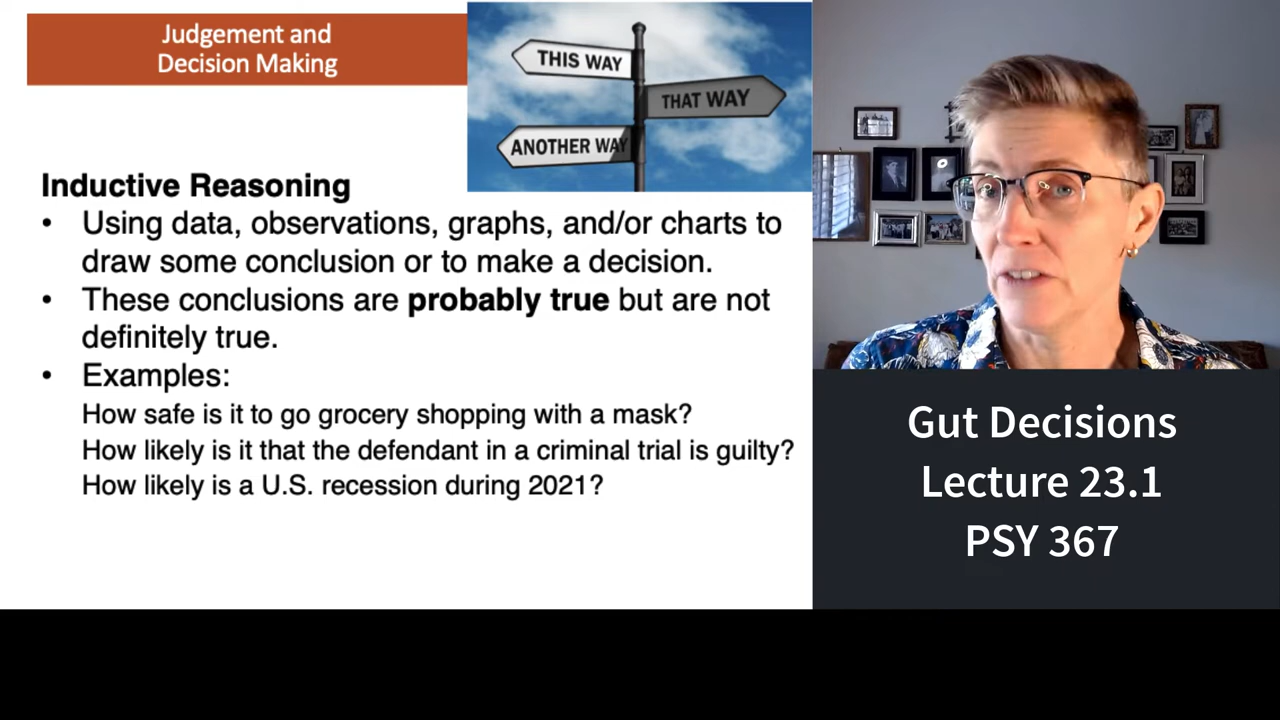 Judgement and
Decision Making
THIS WAY
THAT WAY
ANOTHER WAY
Inductive Reasoning
• Using data, observations, graphs, and/or charts to
draw some conclusion or to make a decision.
• These conclusions are probably true but are not
definitely true.
• Examples:
How safe is it to go grocery shopping with a mask?
How likely is it that the defendant in a criminal trial is guilty?
How likely is a U.S. recession during 2021?
Gut Decisions
Lecture 23.1
PSY 367